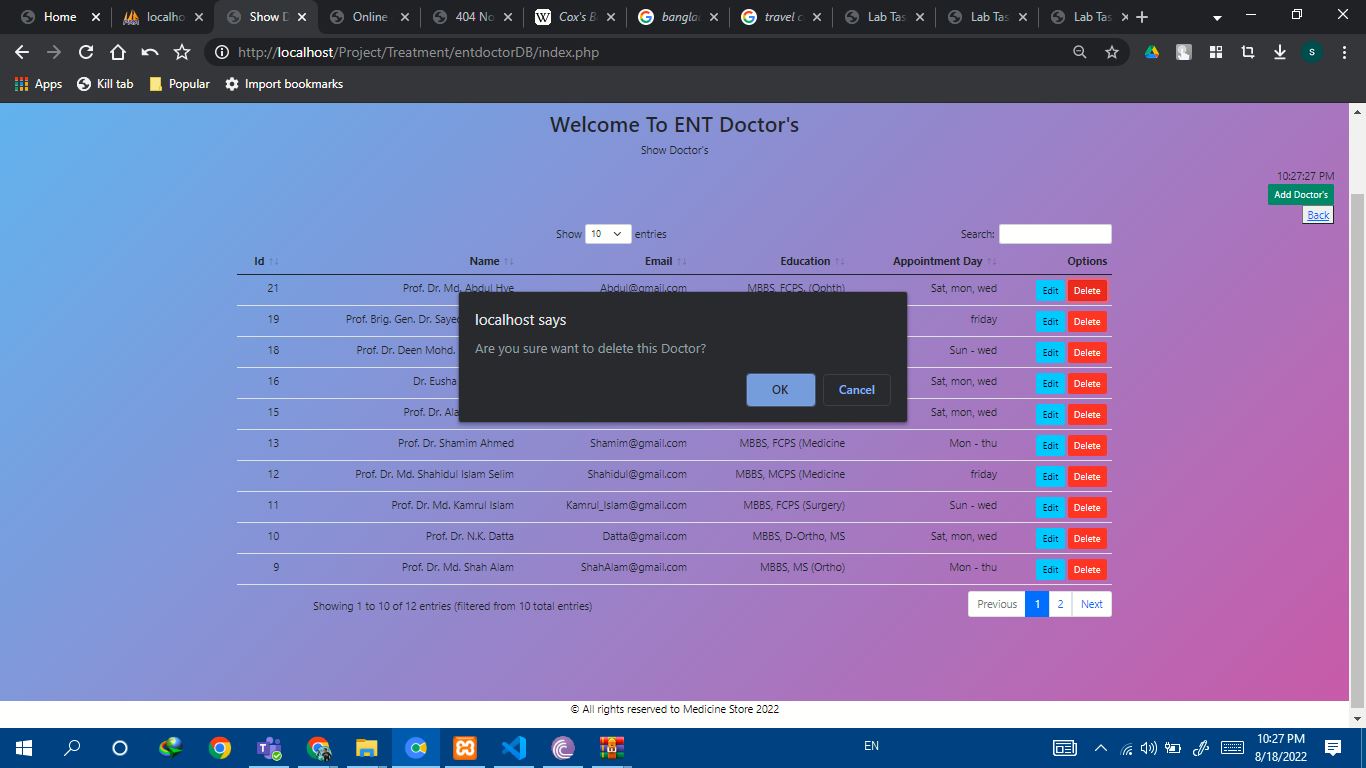 Home
localho
Show D
Online
404 No
Cox's B
bangla
travel c
Lab Tas
Lab Tas
Lab Tas
http://localhost/Project/Treatment/entdoctorDB/index.php
S
Apps
Kill tab
Popular
Import bookmarks
Welcome To ENT Doctor's
Show Doctor's
10:27:27 PM
Add Doctor's
Back
Show 10 entries Search:
Id Name Email Education Appointment Day Options
21 Prof. Dr. Md. Abdul Hye Abdul@gmail.com MBBS, FCPS, (Ophth) Sat, mon, wed Edit Delete
19 Prof. Brig. Gen. Dr. Sayed friday Edit Delete
18 Prof. Dr. Deen Mohd. Sun - wed Edit Delete
16 Dr. Eusha Sat, mon, wed Edit Delete
15 Prof. Dr. Ala Sat, mon, wed Edit Delete
13 Prof. Dr. Shamim Ahmed Shamim@gmail.com MBBS, FCPS (Medicine Mon - thu Edit Delete
12 Prof. Dr. Md. Shahidul Islam Selim Shahidul@gmail.com MBBS, MCPS (Medicine friday Edit Delete
11 Prof. Dr. Md. Kamrul Islam Kamrul_Islam@gmail.com MBBS, FCPS (Surgery) Sun - wed Edit Delete
10 Prof. Dr. N.K. Datta Datta@gmail.com MBBS, D-Ortho, MS Sat, mon, wed Edit Delete
9 Prof. Dr. Md. Shah Alam ShahAlam@gmail.com MBBS, MS (Ortho) Mon - thu Edit Delete
localhost says
Are you sure want to delete this Doctor?
OK Cancel
Showing 1 to 10 of 12 entries (filtered from 10 total entries)
Previous 1 2 Next
© All rights reserved to Medicine Store 2022
EN
10:27 PM
8/18/2022